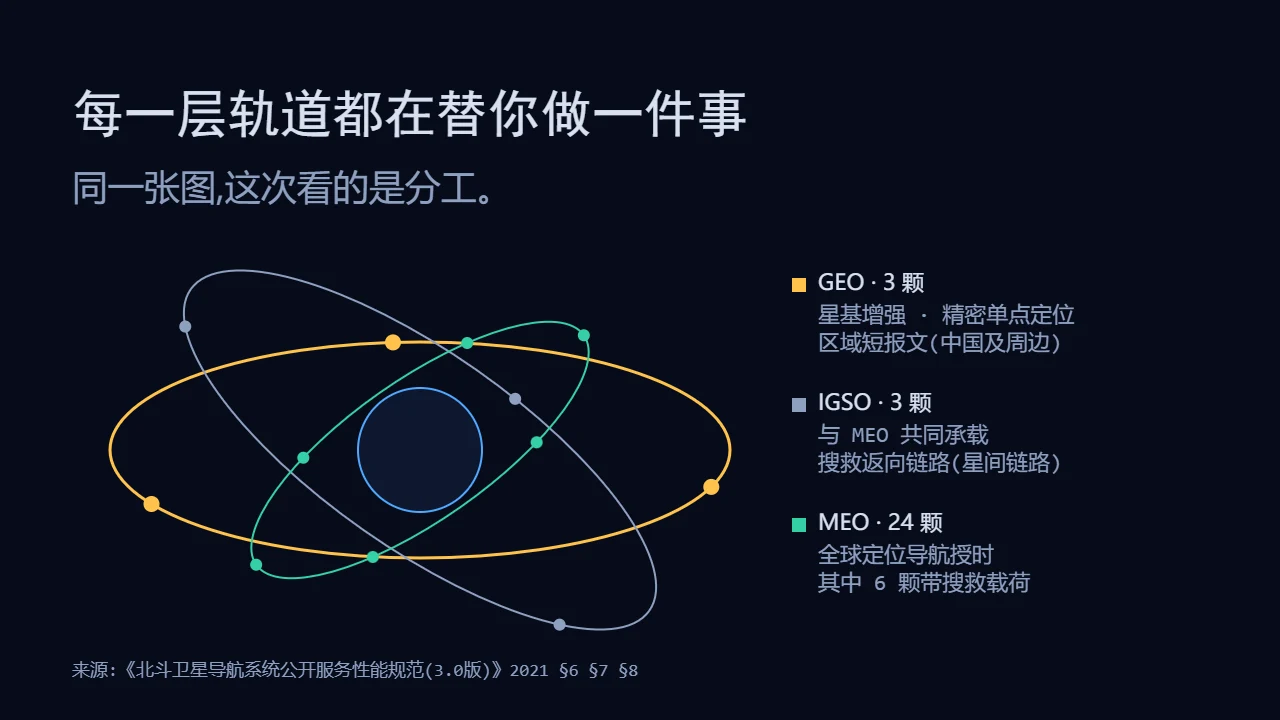 每一层轨道都在替你做一件事
同一张图,这次看的是分工。
GEO · 3 颗
星基增强 · 精密单点定位
区域短报文(中国及周边)
IGSO · 3 颗
与 MEO 共同承载
搜救返向链路(星间链路)
MEO · 24 颗
全球定位导航授时
其中 6 颗带搜救载荷
来源:《北斗卫星导航系统公开服务性能规范(3.0版)》2021 §6 §7 §8